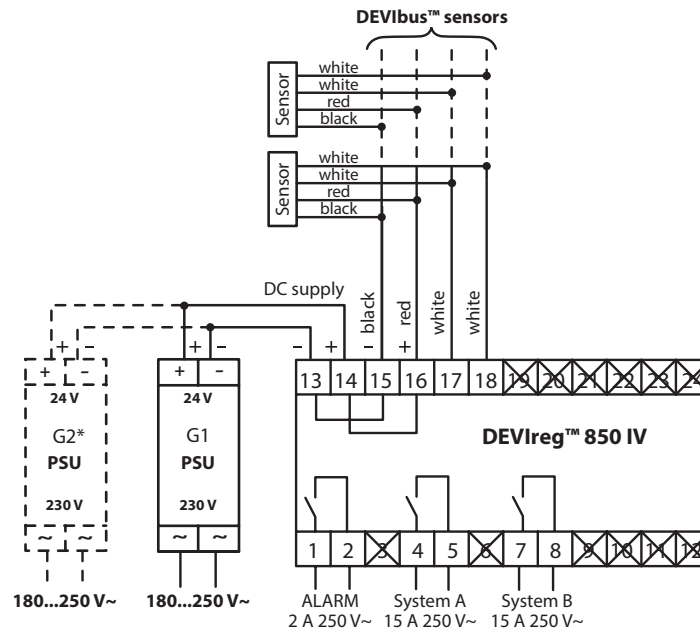 DEVIbus™ sensors
Sensor
white
white
red
black
Sensor
white
white
red
black
DC supply
black
red
white
white
+ –
+ –
– + – +
+ –
+ –
13 14 15 16 17 18 19 20 21 22 23 24
24 V
24 V
G2*
G1
DEVIreg™ 850 IV
PSU
PSU
230 V
230 V
~ ~
~ ~
1 2 3 4 5 6 7 8 9 10 11 12
180...250 V~
180...250 V~
ALARM
2 A 250 V~
System A
15 A 250 V~
System B
15 A 250 V~